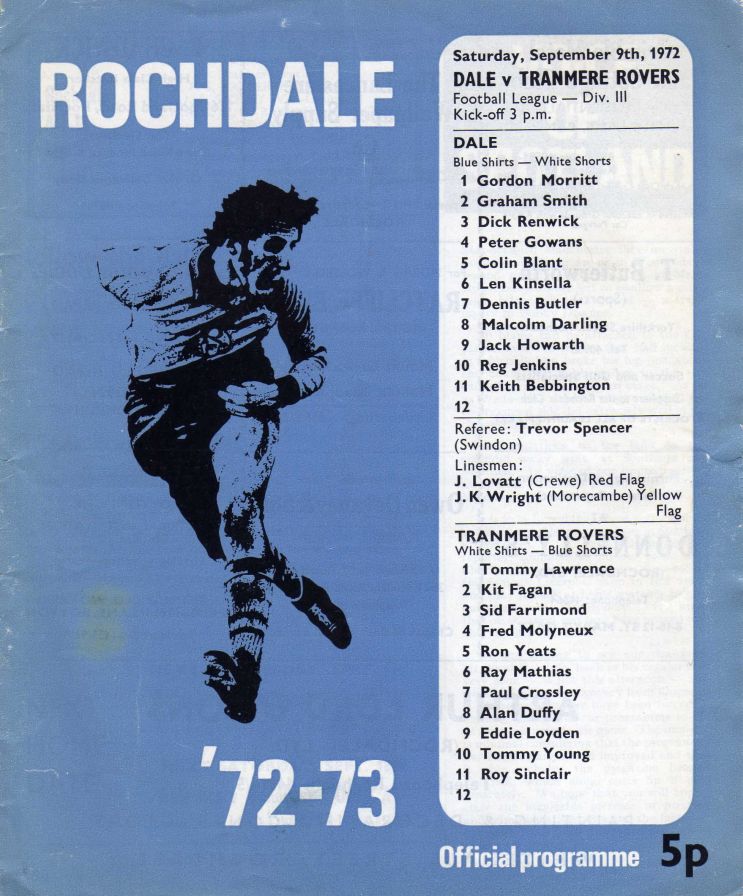 ROCHDALE
'72-73
Saturday, September 9th, 1972
DALE v TRANMERE ROVERS
Football League — Div. III
Kick-off 3 p.m.
DALE
Blue Shirts — White Shorts
1 Gordon Morritt
2 Graham Smith
3 Dick Renwick
4 Peter Gowans
5 Colin Blant
6 Len Kinsella
7 Dennis Butler
8 Malcolm Darling
9 Jack Howarth
10 Reg Jenkins
11 Keith Bebbington
12
Referee: Trevor Spencer
(Swindon)
Linesmen:
J. Lovatt (Crewe) Red Flag
J. K. Wright (Morecambe) Yellow
Flag
TRANMERE ROVERS
White Shirts — Blue Shorts
1 Tommy Lawrence
2 Kit Fagan
3 Sid Farrimond
4 Fred Molyneux
5 Ron Yeats
6 Ray Mathias
7 Paul Crossley
8 Alan Duffy
9 Eddie Loyden
10 Tommy Young
11 Roy Sinclair
12
Official programme 5p